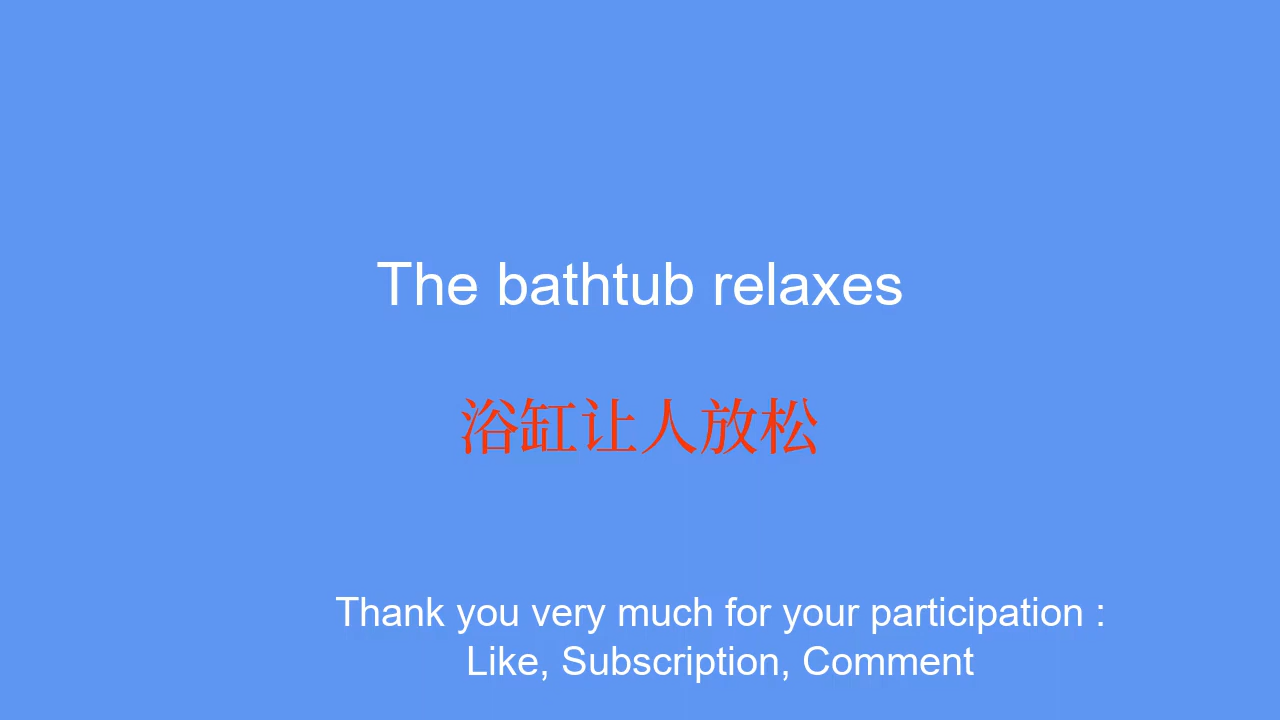 The bathtub relaxes
浴缸让人放松
Thank you very much for your participation :
Like, Subscription, Comment